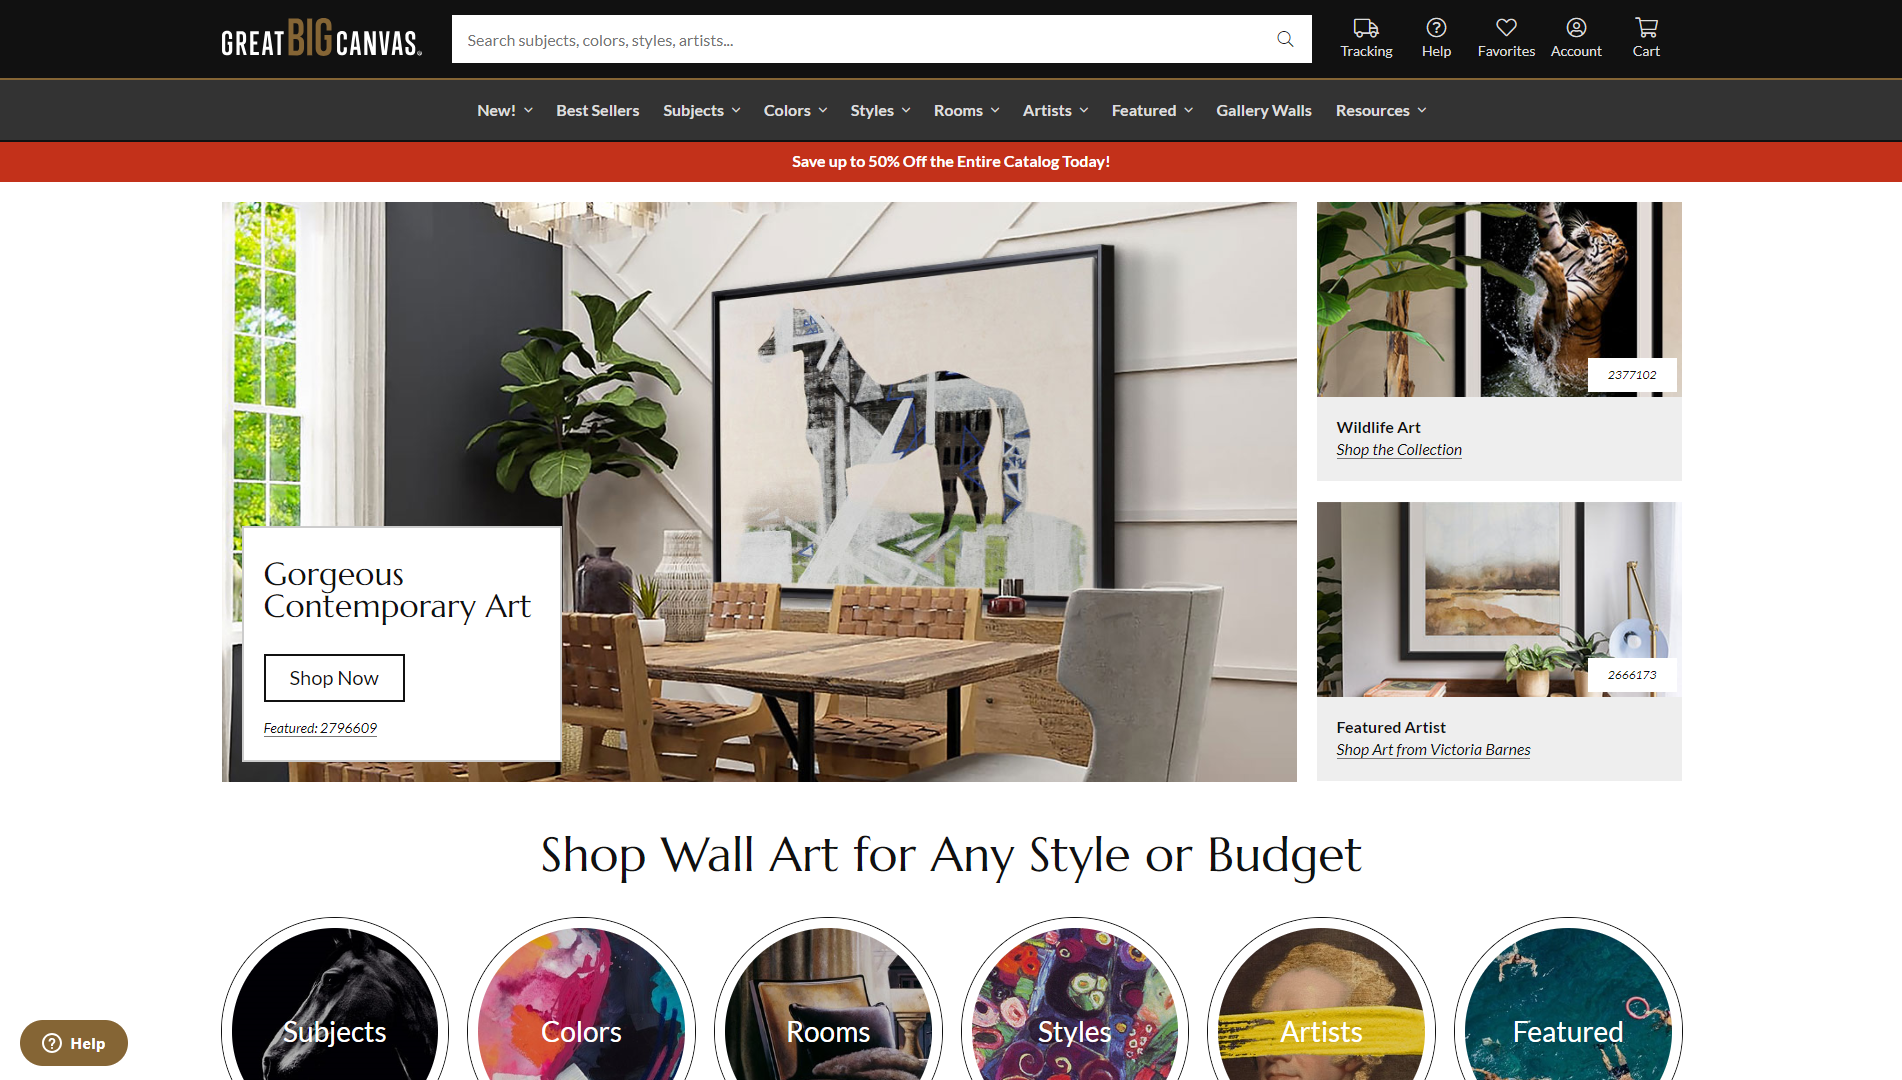 GREAT BIG CANVAS
Search subjects, colors, styles, artists...
Tracking
Help
Favorites
Account
Cart
New!
Best Sellers
Subjects
Colors
Styles
Rooms
Artists
Featured
Gallery Walls
Resources
Save up to 50% Off the Entire Catalog Today!
Gorgeous
Contemporary Art
Shop Now
Featured: 2796609
2377102
Wildlife Art
Shop the Collection
2666173
Featured Artist
Shop Art from Victoria Barnes
Shop Wall Art for Any Style or Budget
Subjects
Colors
Rooms
Styles
Artists
Featured
Help